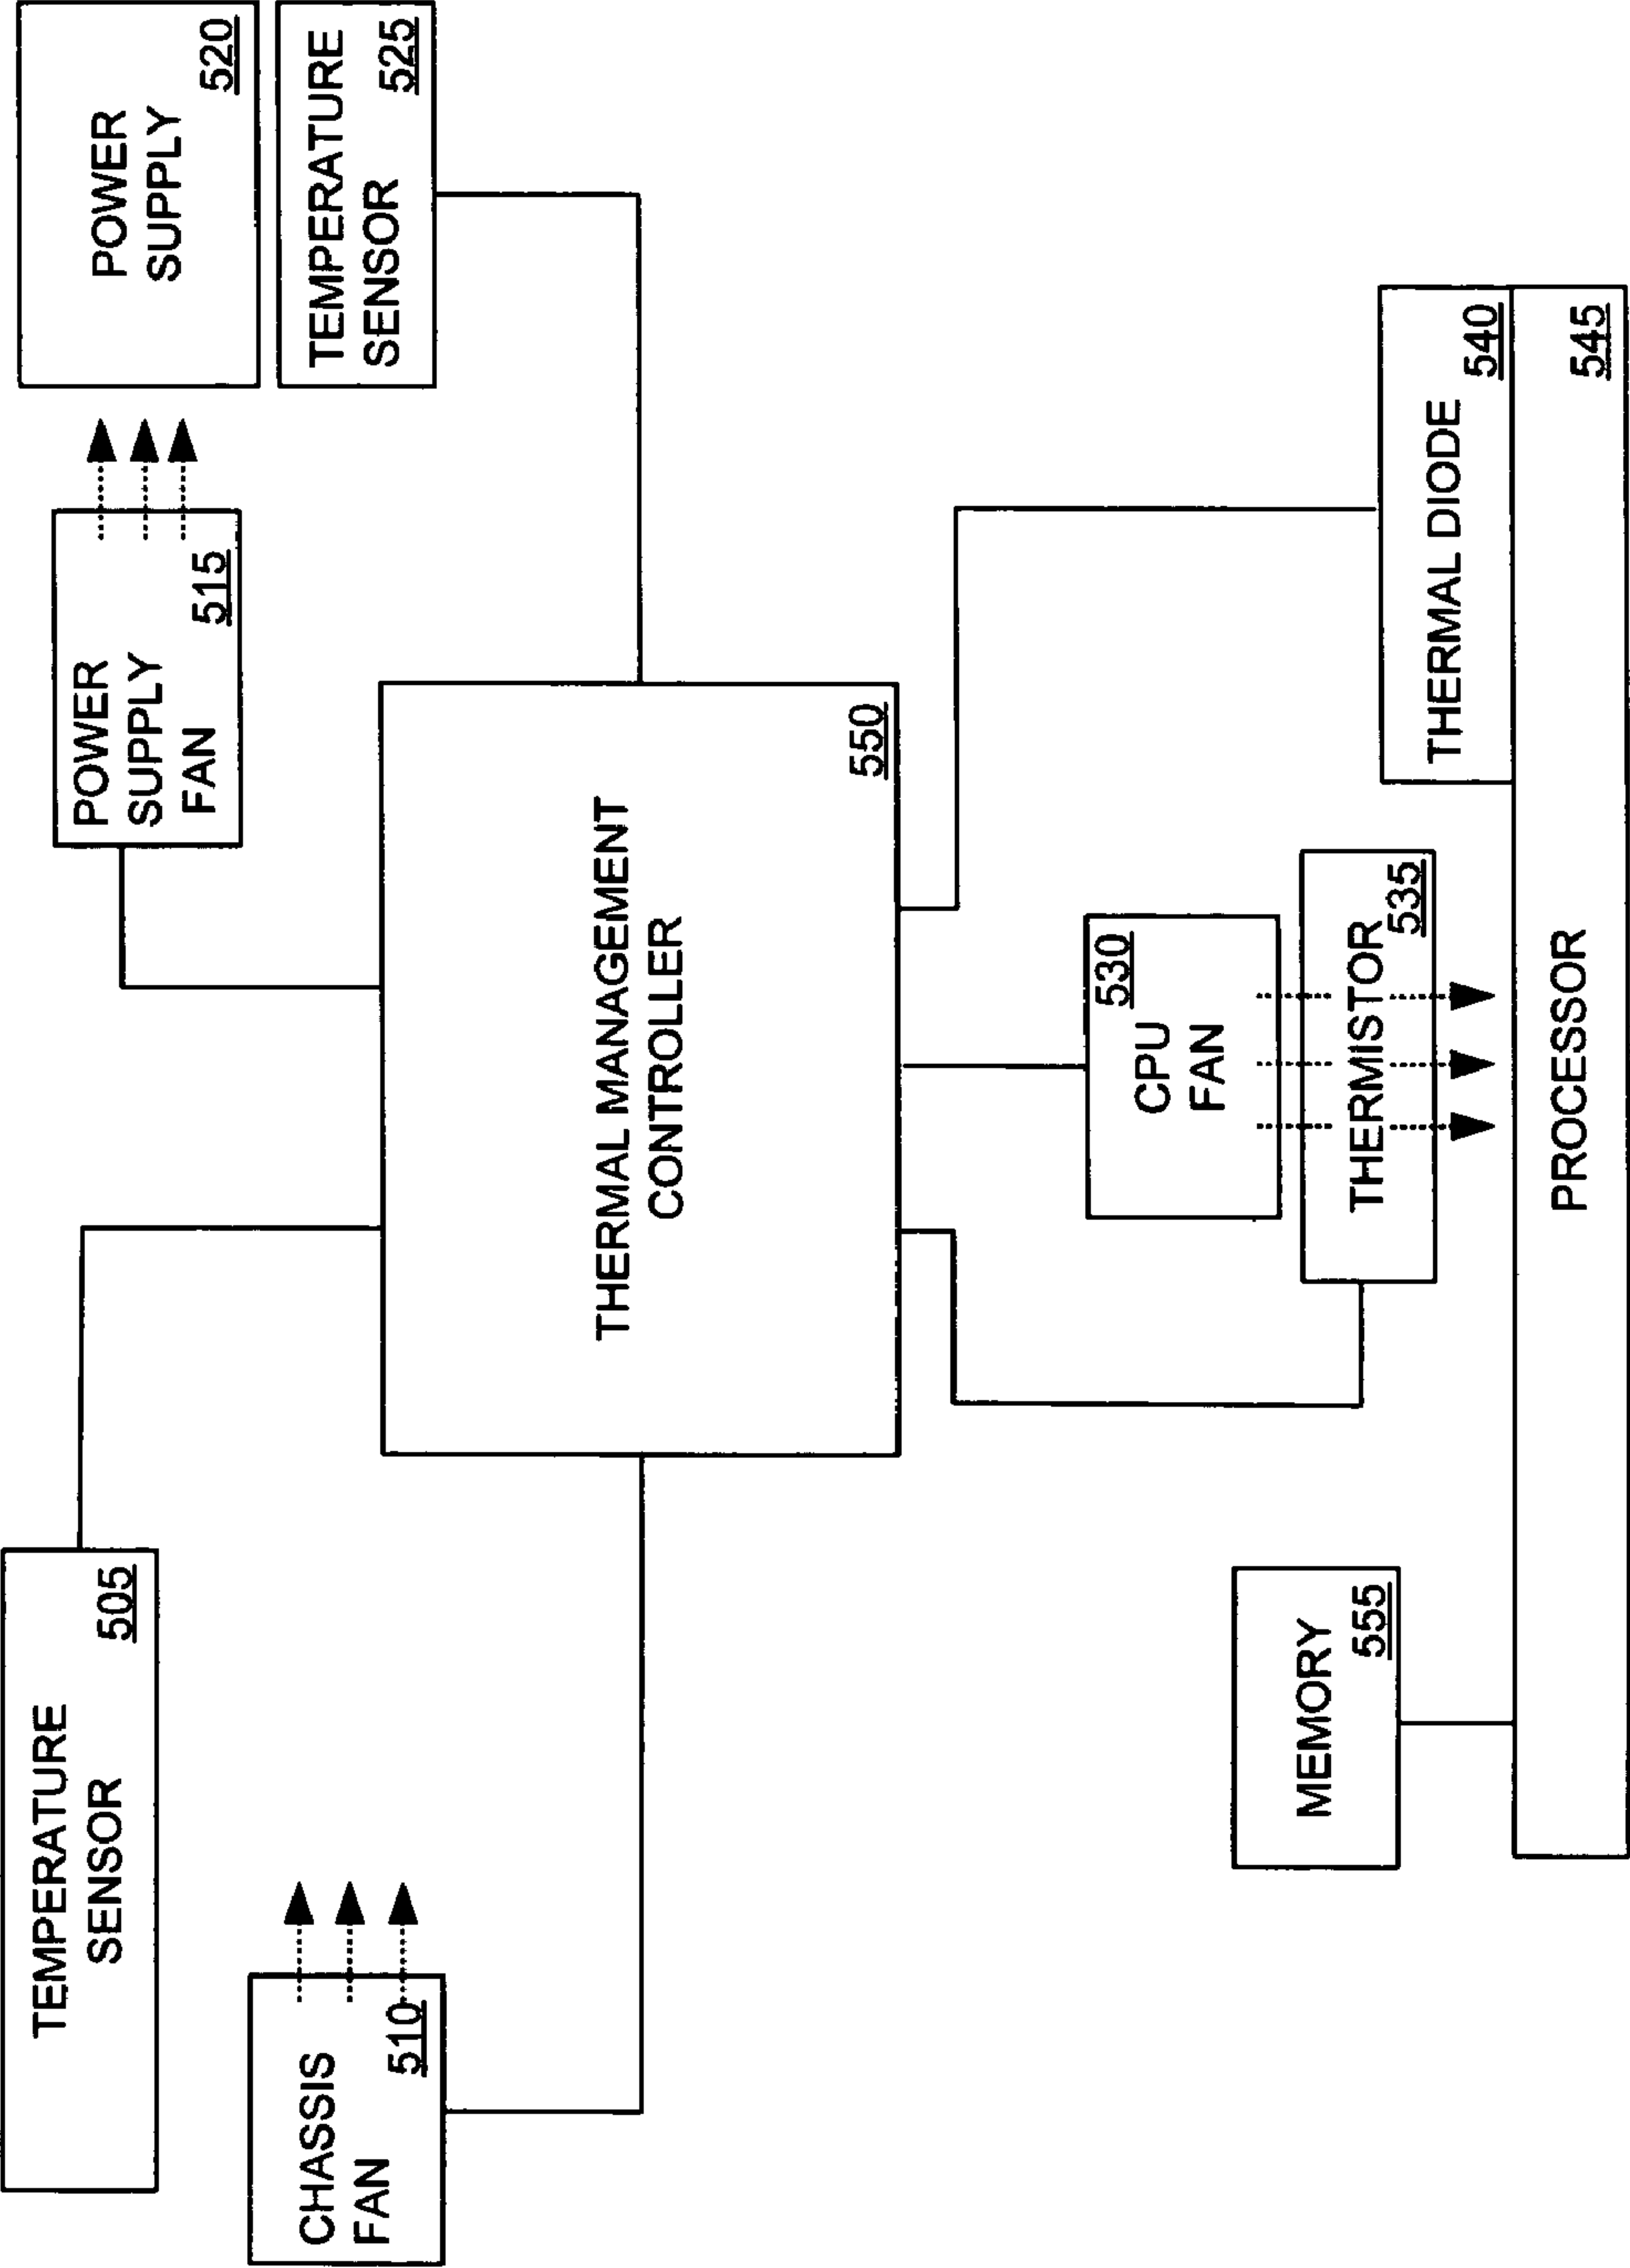 TEMPERATURE
SENSOR
505
POWER
SUPPLY
FAN
515
POWER
SUPPLY
520
CHASSIS
FAN
510
TEMPERATURE
SENSOR
525
THERMAL MANAGEMENT
CONTROLLER
550
530
CPU
FAN
MEMORY
555
THERMISTOR
535
THERMAL DIODE
540
PROCESSOR
545